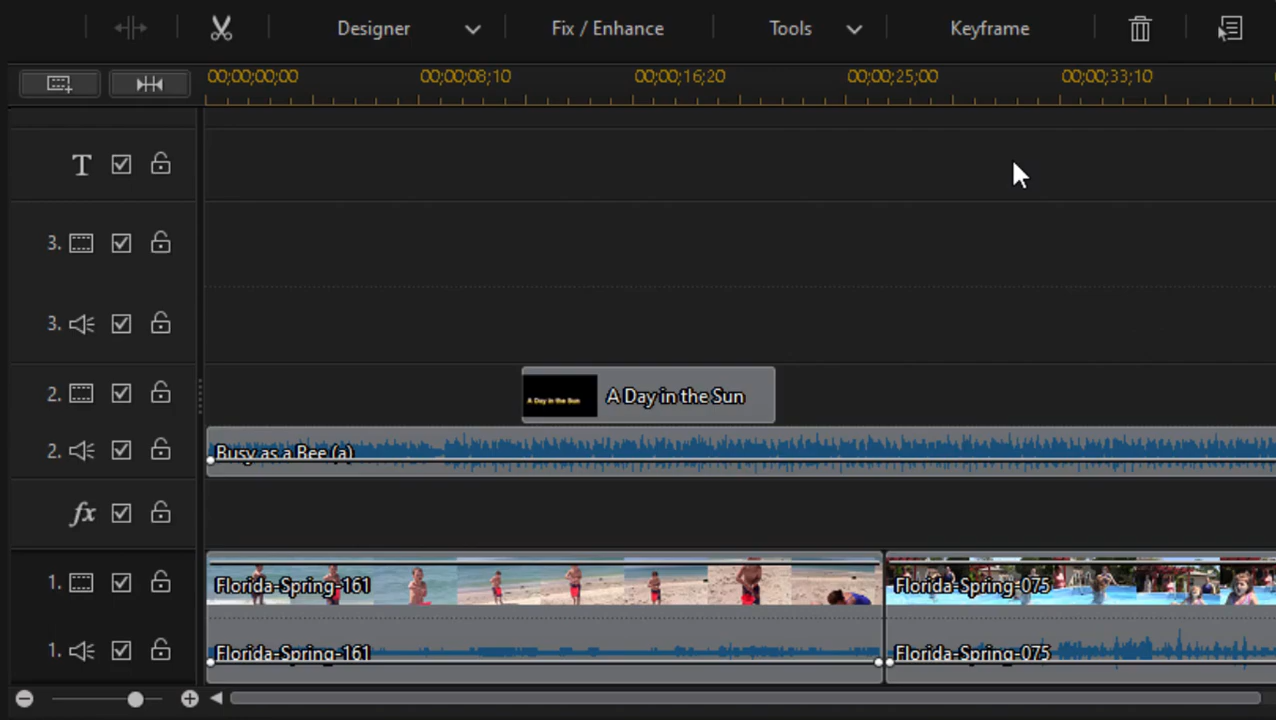 Designer Fix / Enhance Tools Keyframe
00;00;00;00 00;00;08;10 00;00;16;20 00;00;25;00 00;00;33;10
T
3.
3.
2. A Day in the Sun A Day in the Sun
2. Busy as a Bee (a)
fx
1. Florida-Spring-161 Florida-Spring-075
1. Florida-Spring-161 Florida-Spring-075